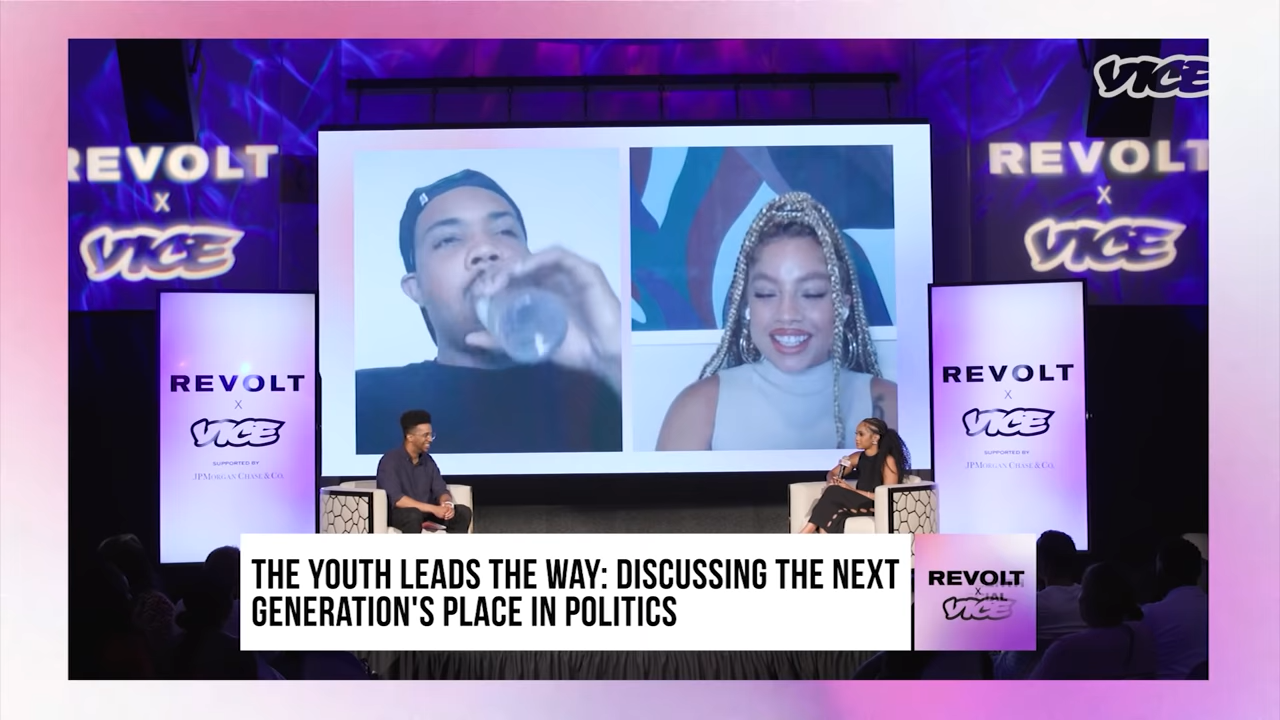 VICE
REVOLT
X
VICE
REVOLT
X
VICE
REVOLT
X
VICE
SUPPORTED BY
JPMORGAN CHASE & CO.
REVOLT
X
VICE
SUPPORTED BY
JPMORGAN CHASE & CO.
THE YOUTH LEADS THE WAY: DISCUSSING THE NEXT
GENERATION'S PLACE IN POLITICS
REVOLT
X
VICE